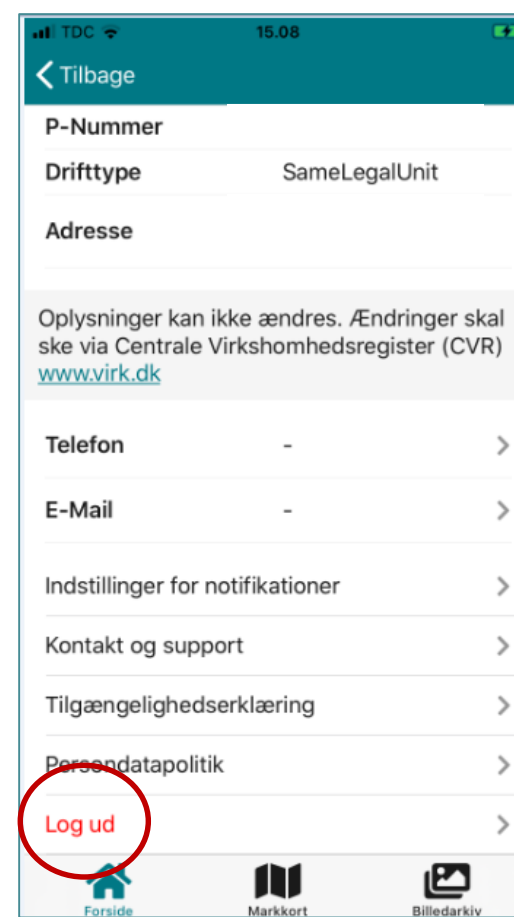 TDC 15.08
Tilbage
P-Nummer
Drifttype SameLegalUnit
Adresse
Oplysninger kan ikke ændres. Ændringer skal
ske via Centrale Virkshomhedsregister (CVR)
www.virk.dk
Telefon -
E-Mail -
Indstillinger for notifikationer
Kontakt og support
Tilgængelighedserklæring
Persondatapolitik
Log ud
Forside Markkort Billedarkiv